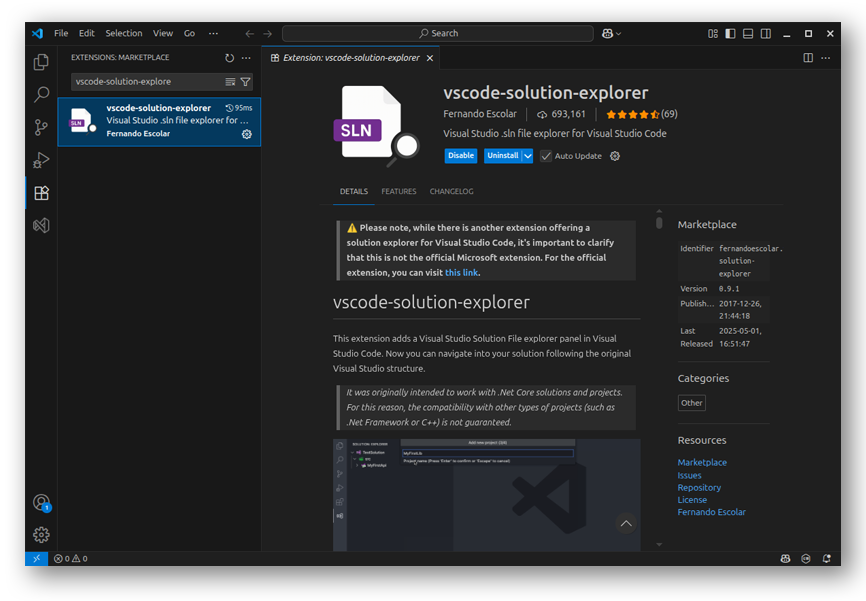 File Edit Selection View Go ··· Search
EXTENSIONS: MARKETPLACE
vscode-solution-explore
vscode-solution-explorer 95ms
Visual Studio .sln file explorer for ...
Fernando Escolar
Extension: vscode-solution-explorer
SLN
vscode-solution-explorer
Fernando Escolar 693,161 (69)
Visual Studio .sln file explorer for Visual Studio Code
Disable Uninstall Auto Update
DETAILS FEATURES CHANGELOG
⚠ Please note, while there is another extension offering a
solution explorer for Visual Studio Code, it's important to clarify
that this is not the official Microsoft extension. For the official
extension, you can visit this link.
vscode-solution-explorer
This extension adds a Visual Studio Solution File explorer panel in Visual
Studio Code. Now you can navigate into your solution following the original
Visual Studio structure.
It was originally intended to work with .Net Core solutions and projects.
For this reason, the compatibility with other types of projects (such as
.Net Framework or C++) is not guaranteed.
SOLUTION EXPLORER
TestSolution
src
MyFirstApi
Add new project (3/4)
MyFirstLib
Project name (Press 'Enter' to confirm or 'Escape' to cancel)
Marketplace
Identifier fernandoescolar.
solution-
explorer
Version 0.9.1
Publish... 2017-12-26,
21:44:18
Last 2025-05-01,
Released 16:51:47
Categories
Other
Resources
Marketplace
Issues
Repository
License
Fernando Escolar
1
0 0